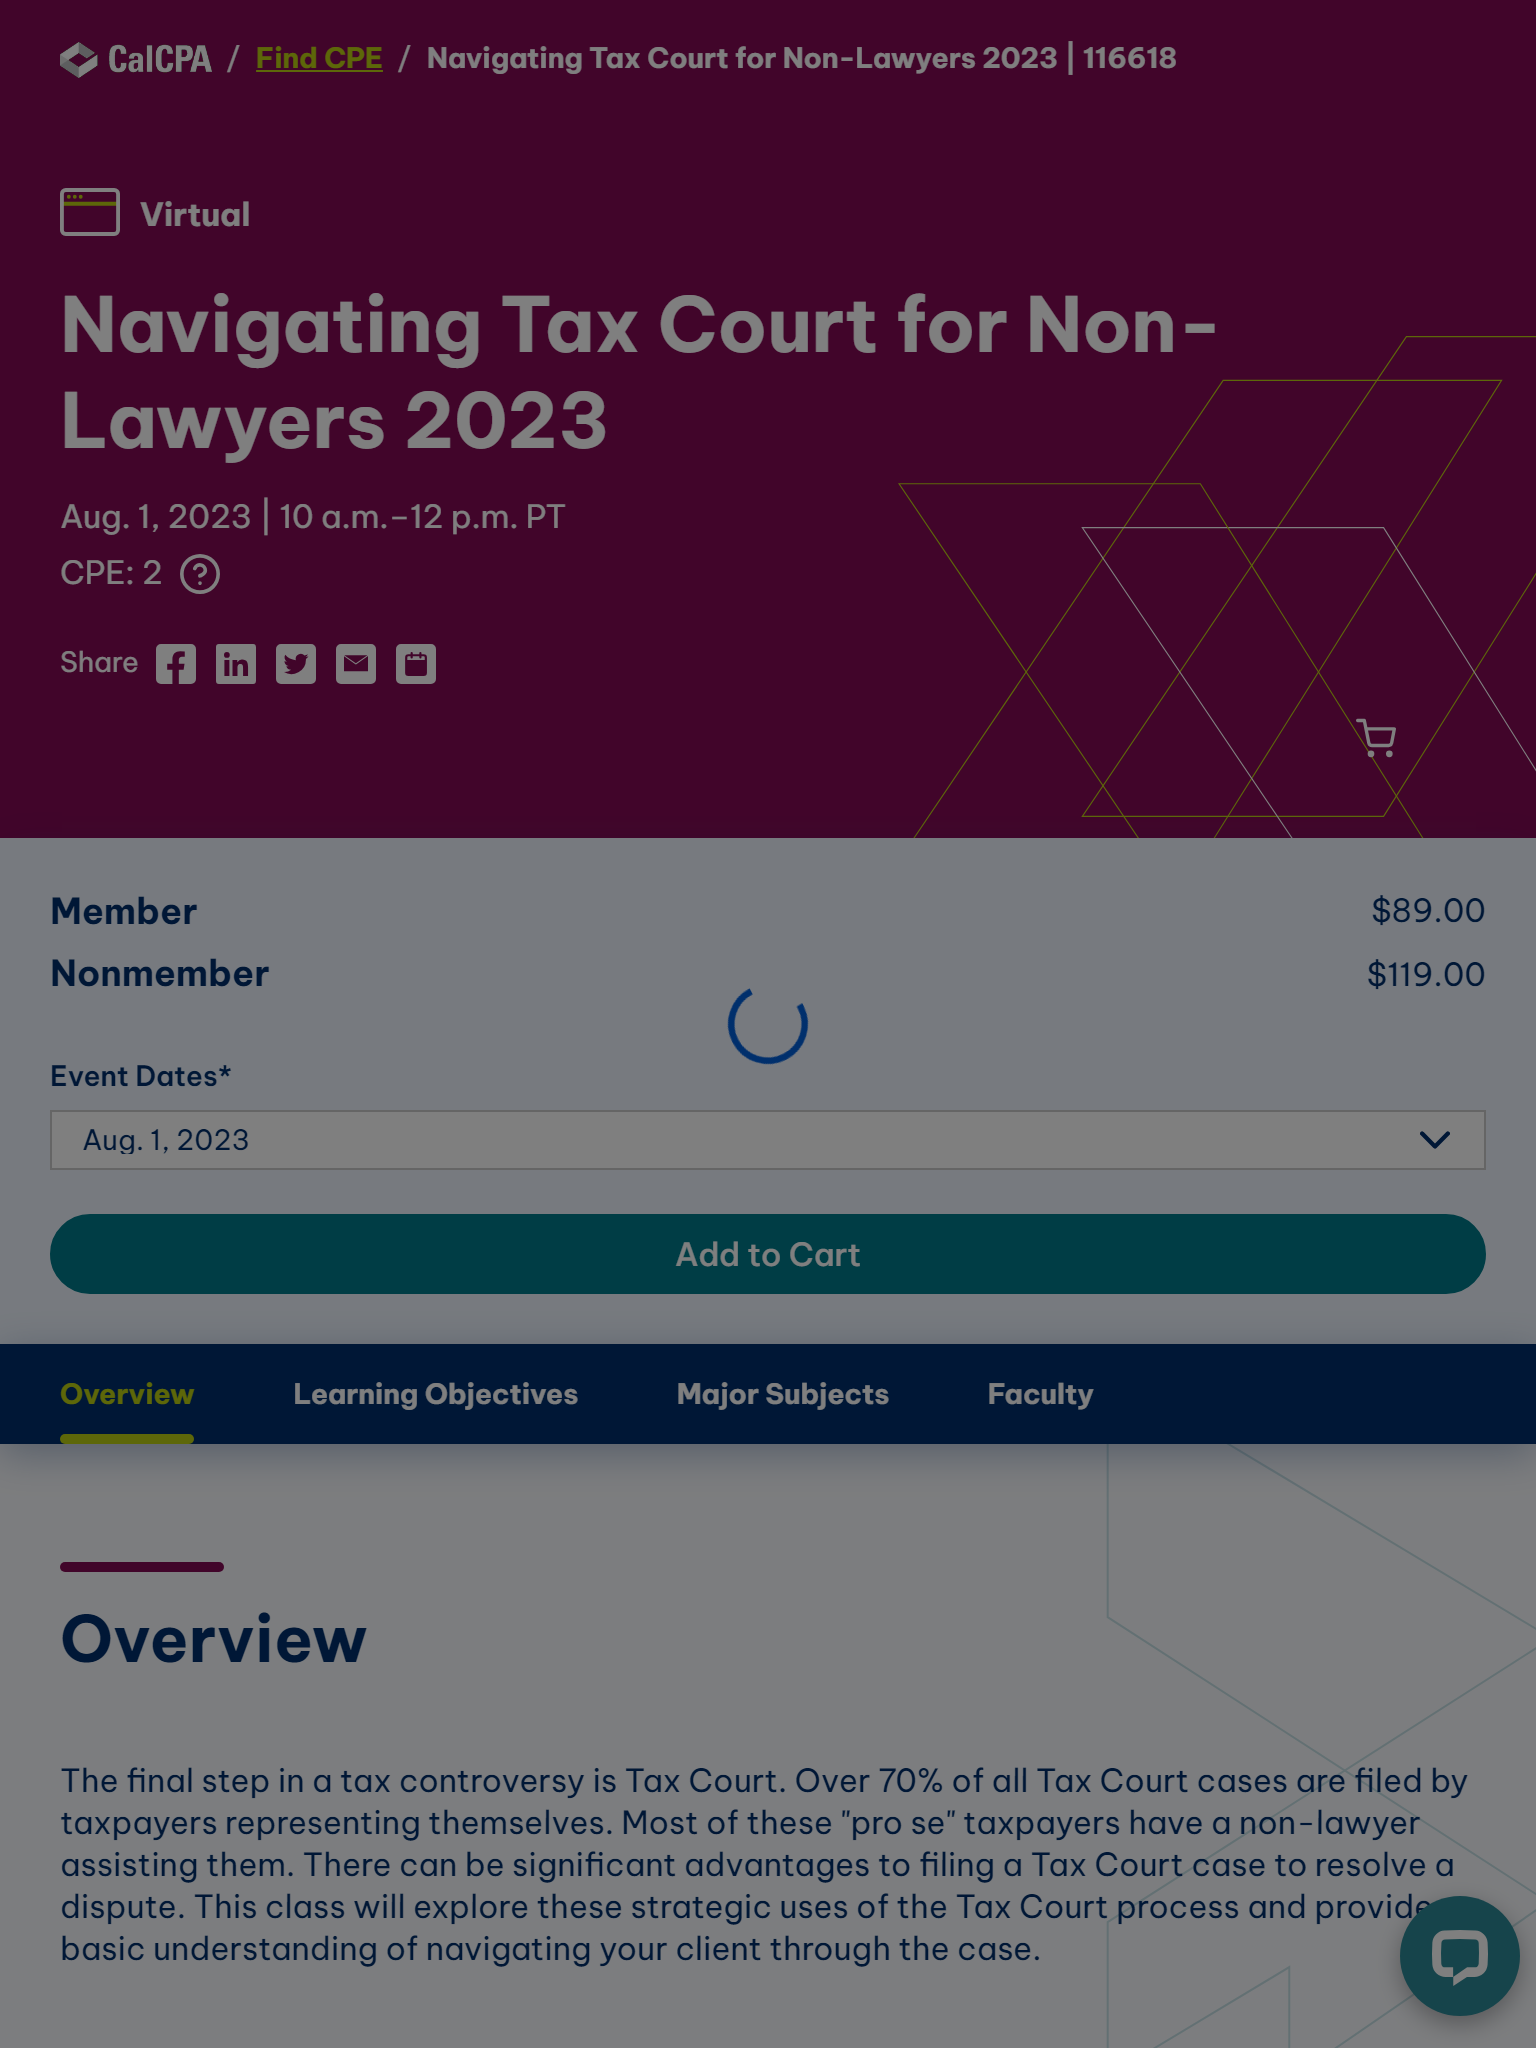 CalCPA / Find CPE / Navigating Tax Court for Non-Lawyers 2023 | 116618
Virtual
Navigating Tax Court for Non-
Lawyers 2023
Aug. 1, 2023 | 10 a.m.–12 p.m. PT
CPE: 2 ?
Share
Member $89.00
Nonmember $119.00
Event Dates*
Aug. 1, 2023
Add to Cart
Overview Learning Objectives Major Subjects Faculty
Overview
The final step in a tax controversy is Tax Court. Over 70% of all Tax Court cases are filed by
taxpayers representing themselves. Most of these "pro se" taxpayers have a non-lawyer
assisting them. There can be significant advantages to filing a Tax Court case to resolve a
dispute. This class will explore these strategic uses of the Tax Court process and provide
basic understanding of navigating your client through the case.